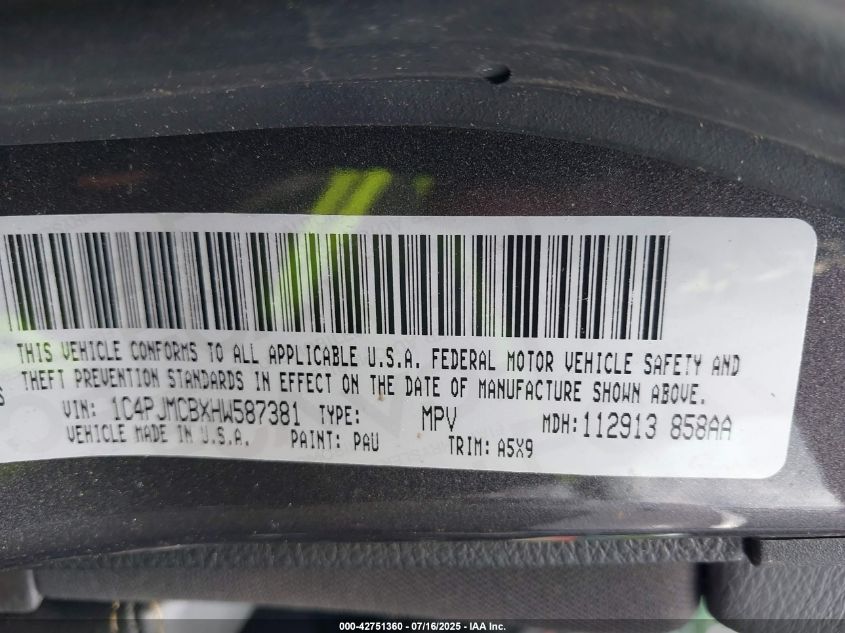 THIS VEHICLE CONFORMS TO ALL APPLICABLE U.S.A. FEDERAL MOTOR VEHICLE SAFETY AND
THEFT PREVENTION STANDARDS IN EFFECT ON THE DATE OF MANUFACTURE SHOWN ABOVE.
VIN: 1C4PJMCBXHW587381 TYPE: MPV MDH: 112913 858AA
VEHICLE MADE IN U.S.A. PAINT: PAU TRIM: A5X9
000-42751360 - 07/16/2025 - IAA Inc.